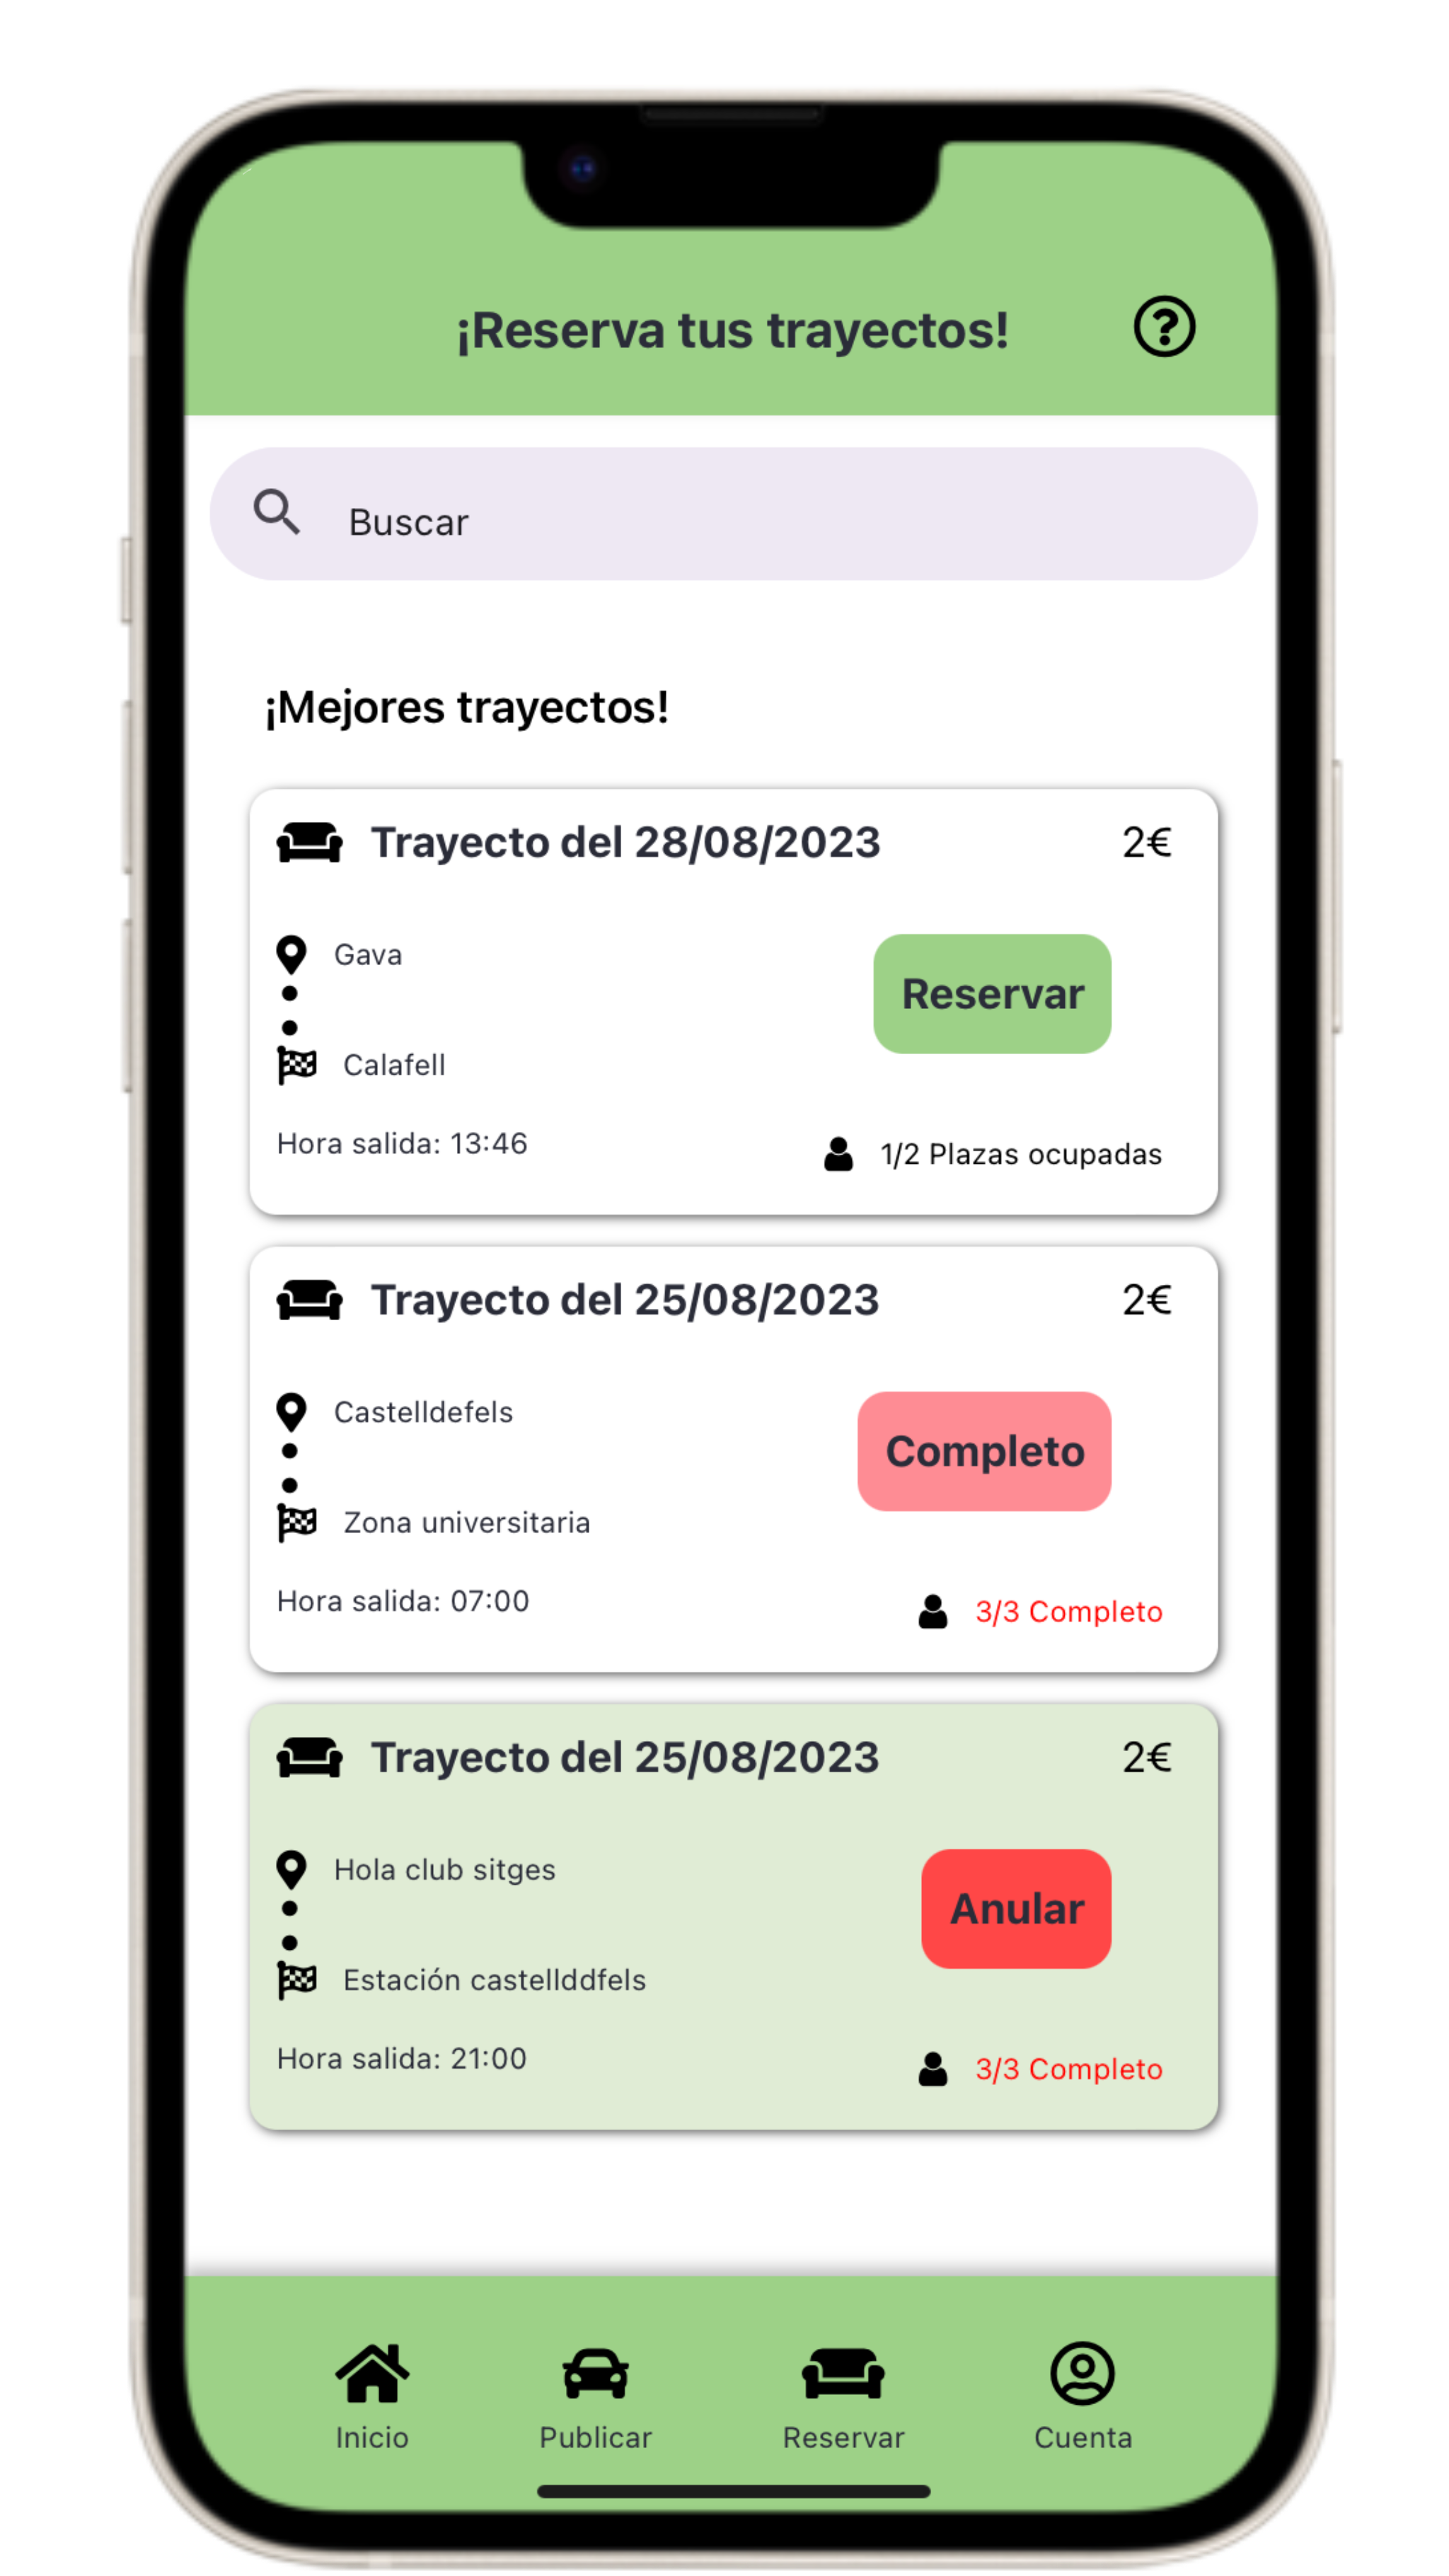 ¡Reserva tus trayectos!
Buscar
¡Mejores trayectos!
Trayecto del 28/08/2023 2€
Gava
Reservar
Calafell
Hora salida: 13:46
1/2 Plazas ocupadas
Trayecto del 25/08/2023 2€
Castelldefels
Completo
Zona universitaria
Hora salida: 07:00
3/3 Completo
Trayecto del 25/08/2023 2€
Hola club sitges
Anular
Estación castellddfels
Hora salida: 21:00
3/3 Completo
Inicio Publicar Reservar Cuenta